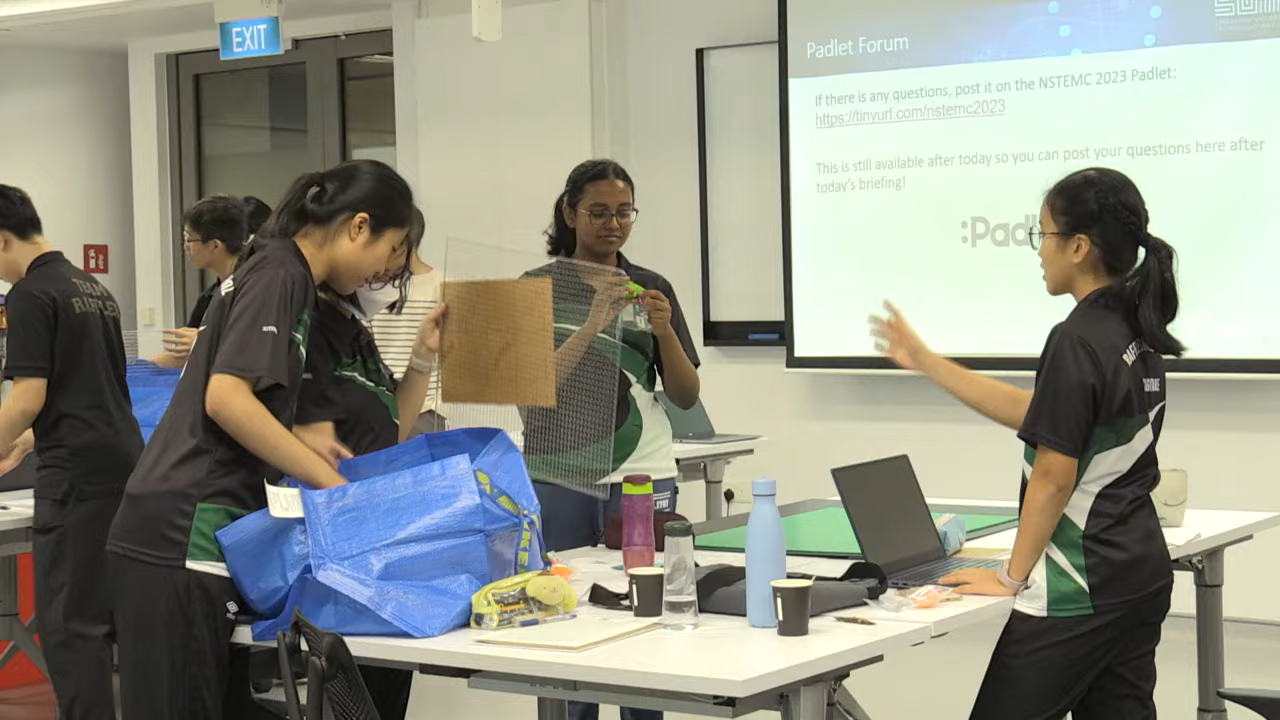 EXIT
Padlet Forum
If there is any questions, post it on the NSTEMC 2023 Padlet:
https://tinyurl.com/nstemc2023
This is still available after today so you can post your questions here after
today's briefing!
:Padl
TEAM